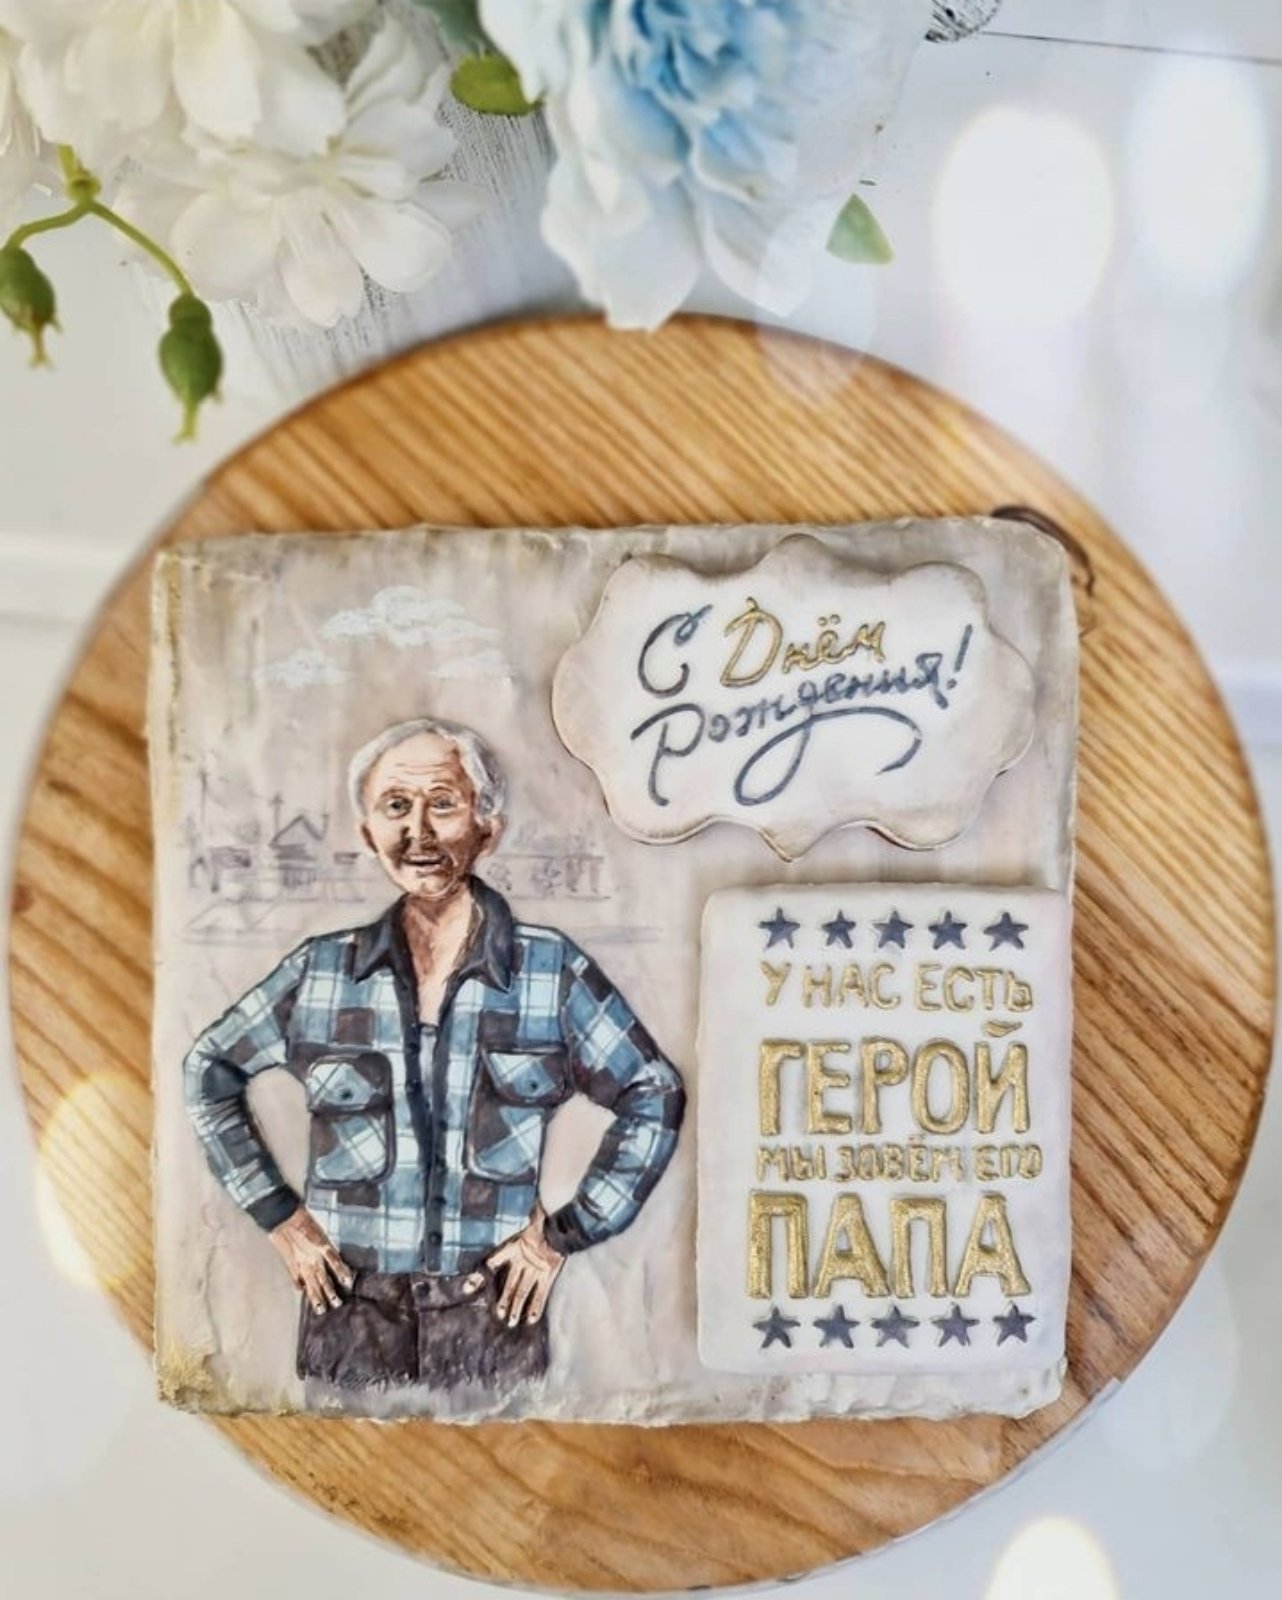 С Днём
Рождения!
У НАС ЕСТЬ
ГЕРОЙ
МЫ ЗОВЁМ ЕГО
ПАПА